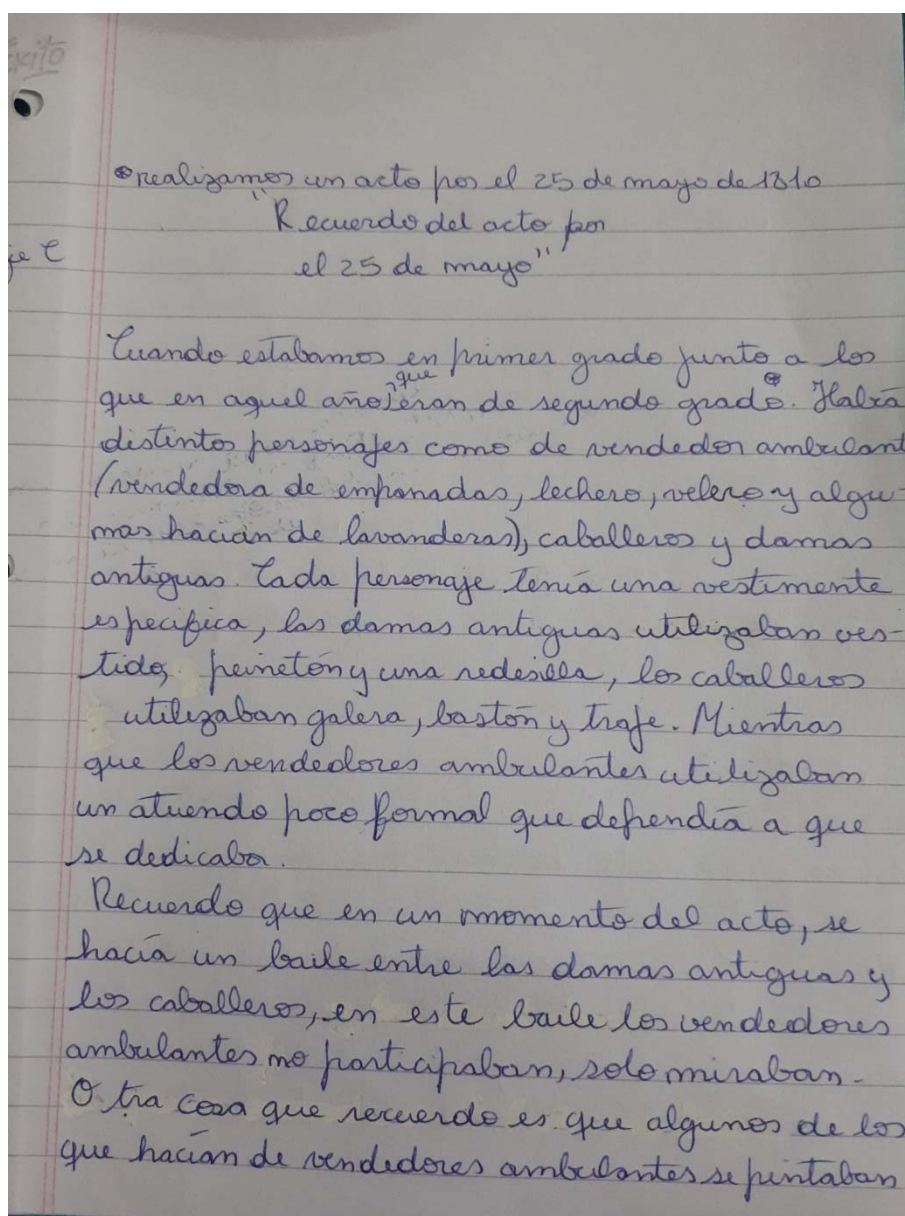 éxito
⊛realizamos un acto por el 25 de mayo de 1810
"Recuerdo del acto por
el 25 de mayo"
Cuando estabamos en primer grado junto a los
que en aquel año, que eran de segundo grado⊛. Había
distintos personajes como de vendedor ambulant
(vendedora de empanadas, lechero, velero y algu-
nas hacían de lavanderas), caballeros y damas
antiguas. Cada personaje tenía una vestimente
especifica, las damas antiguas utilizaban ves-
tido, peinetón y una redesilla, los caballeros
utilizaban galera, bastón y traje. Mientras
que los vendedores ambulantes utilizaban
un atuendo poco formal que dependía a que
se dedicaba.
Recuerdo que en un momento del acto, se
hacía un baile entre las damas antiguas y
los caballeros, en este baile los vendedores
ambulantes no participaban, solo miraban.
Otra cosa que recuerdo es que algunos de los
que hacían de vendedores ambulantes se pintaban